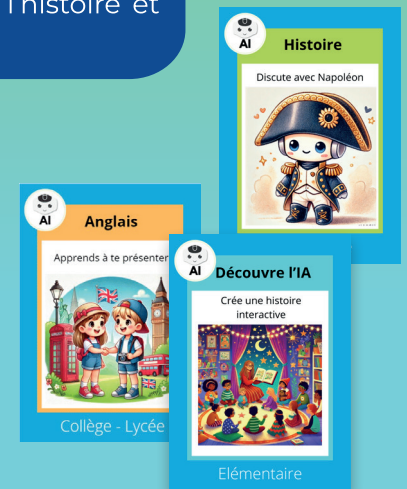 l'histoire et
AI
Histoire
Discute avec Napoléon
AI
Anglais
Apprends à te présenter
Collège - Lycée
AI
Découvre l'IA
Crée une histoire
interactive
Elémentaire